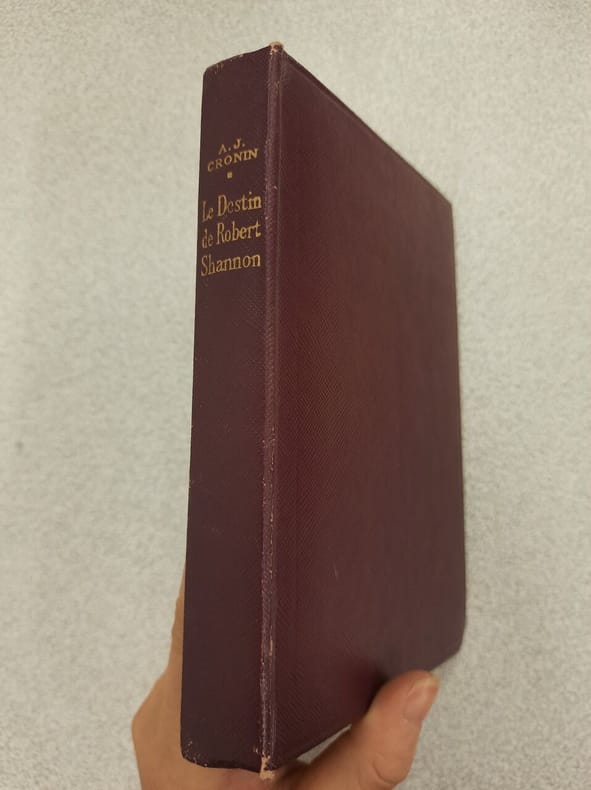 A. J.
CRONIN
Le Destin
de Robert
Shannon